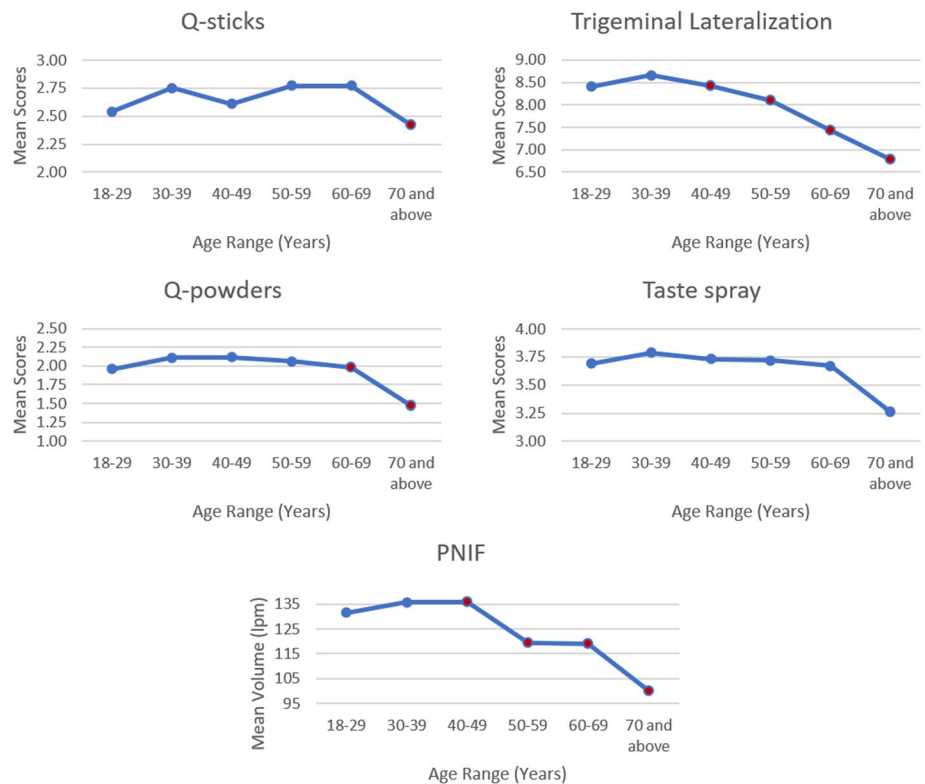 Q-sticks
Mean Scores
3.00
2.75
2.50
2.25
2.00
18-29 30-39 40-49 50-59 60-69 70 and above
Age Range (Years)
Trigeminal Lateralization
Mean Scores
9.00
8.50
8.00
7.50
7.00
6.50
18-29 30-39 40-49 50-59 60-69 70 and above
Age Range (Years)
Q-powders
Mean Scores
2.50
2.25
2.00
1.75
1.50
1.25
1.00
18-29 30-39 40-49 50-59 60-69 70 and above
Age Range (Years)
Taste spray
Mean Scores
4.00
3.75
3.50
3.25
3.00
18-29 30-39 40-49 50-59 60-69 70 and above
Age Range (Years)
PNIF
Mean Volume (lpm)
135
125
115
105
95
18-29 30-39 40-49 50-59 60-69 70 and above
Age Range (Years)